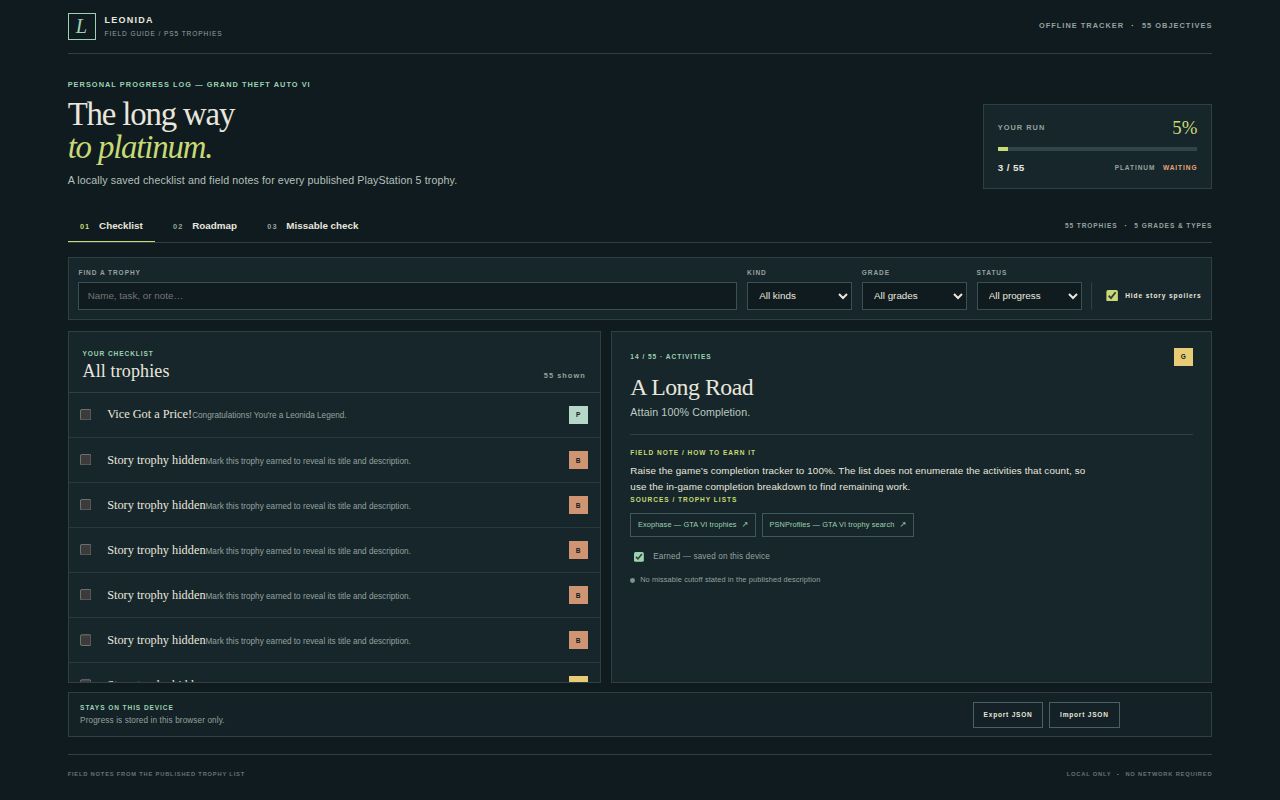 L
LEONIDA
FIELD GUIDE / PS5 TROPHIES
OFFLINE TRACKER · 55 OBJECTIVES
PERSONAL PROGRESS LOG — GRAND THEFT AUTO VI
The long way
to platinum.
A locally saved checklist and field notes for every published PlayStation 5 trophy.
YOUR RUN 5%
3 / 55 PLATINUM WAITING
01 Checklist 02 Roadmap 03 Missable check
55 TROPHIES · 5 GRADES & TYPES
FIND A TROPHY KIND GRADE STATUS
Name, task, or note… All kinds All grades All progress Hide story spoilers
YOUR CHECKLIST
All trophies 55 shown
Vice Got a Price!Congratulations! You're a Leonida Legend. P
Story trophy hiddenMark this trophy earned to reveal its title and description. B
Story trophy hiddenMark this trophy earned to reveal its title and description. B
Story trophy hiddenMark this trophy earned to reveal its title and description. B
Story trophy hiddenMark this trophy earned to reveal its title and description. B
Story trophy hiddenMark this trophy earned to reveal its title and description. B
14 / 55 · ACTIVITIES G
A Long Road
Attain 100% Completion.
FIELD NOTE / HOW TO EARN IT
Raise the game's completion tracker to 100%. The list does not enumerate the activities that count, so
use the in-game completion breakdown to find remaining work.
SOURCES / TROPHY LISTS
Exophase — GTA VI trophies ↗ PSNProfiles — GTA VI trophy search ↗
Earned — saved on this device
No missable cutoff stated in the published description
STAYS ON THIS DEVICE
Progress is stored in this browser only.
Export JSON Import JSON
FIELD NOTES FROM THE PUBLISHED TROPHY LIST
LOCAL ONLY · NO NETWORK REQUIRED